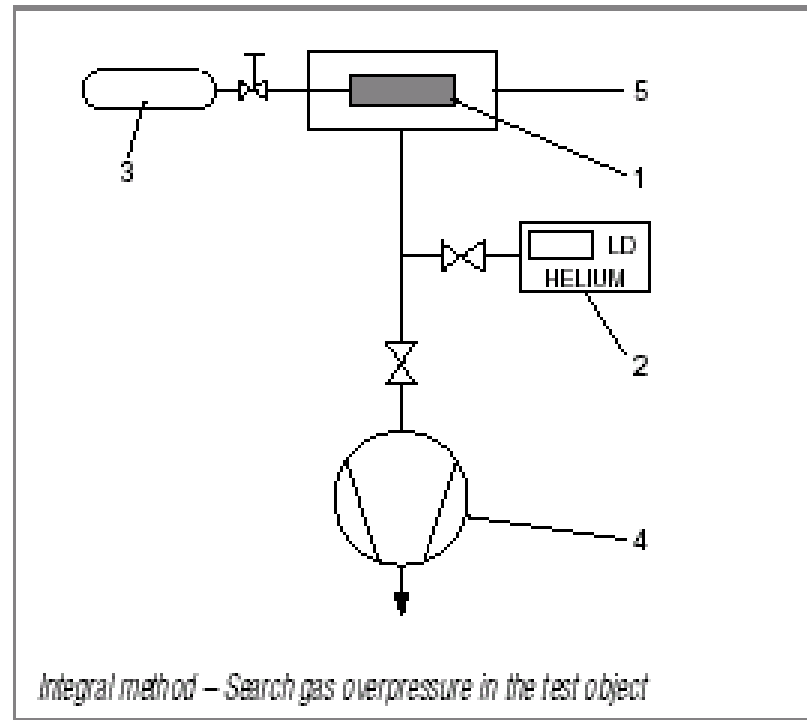 5
3
1
LD
HELIUM
2
4
Integral method – Search gas overpressure in the test object